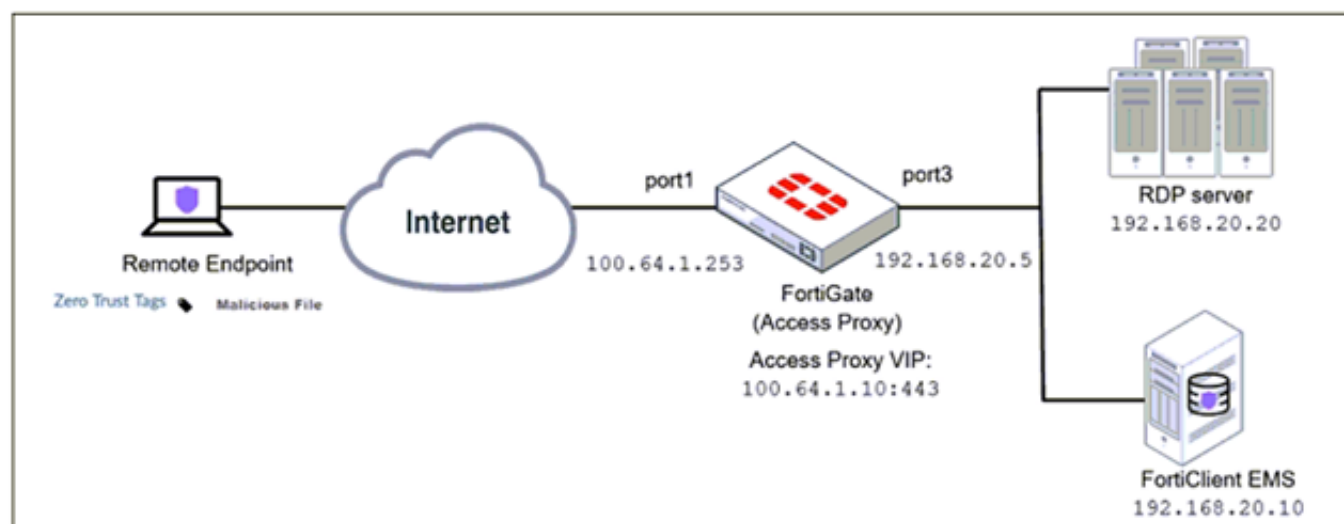 Remote Endpoint
Zero Trust Tags Malicious File
Internet
port1
100.64.1.253
port3
192.168.20.5
FortiGate
(Access Proxy)
Access Proxy VIP:
100.64.1.10:443
RDP server
192.168.20.20
FortiClient EMS
192.168.20.10